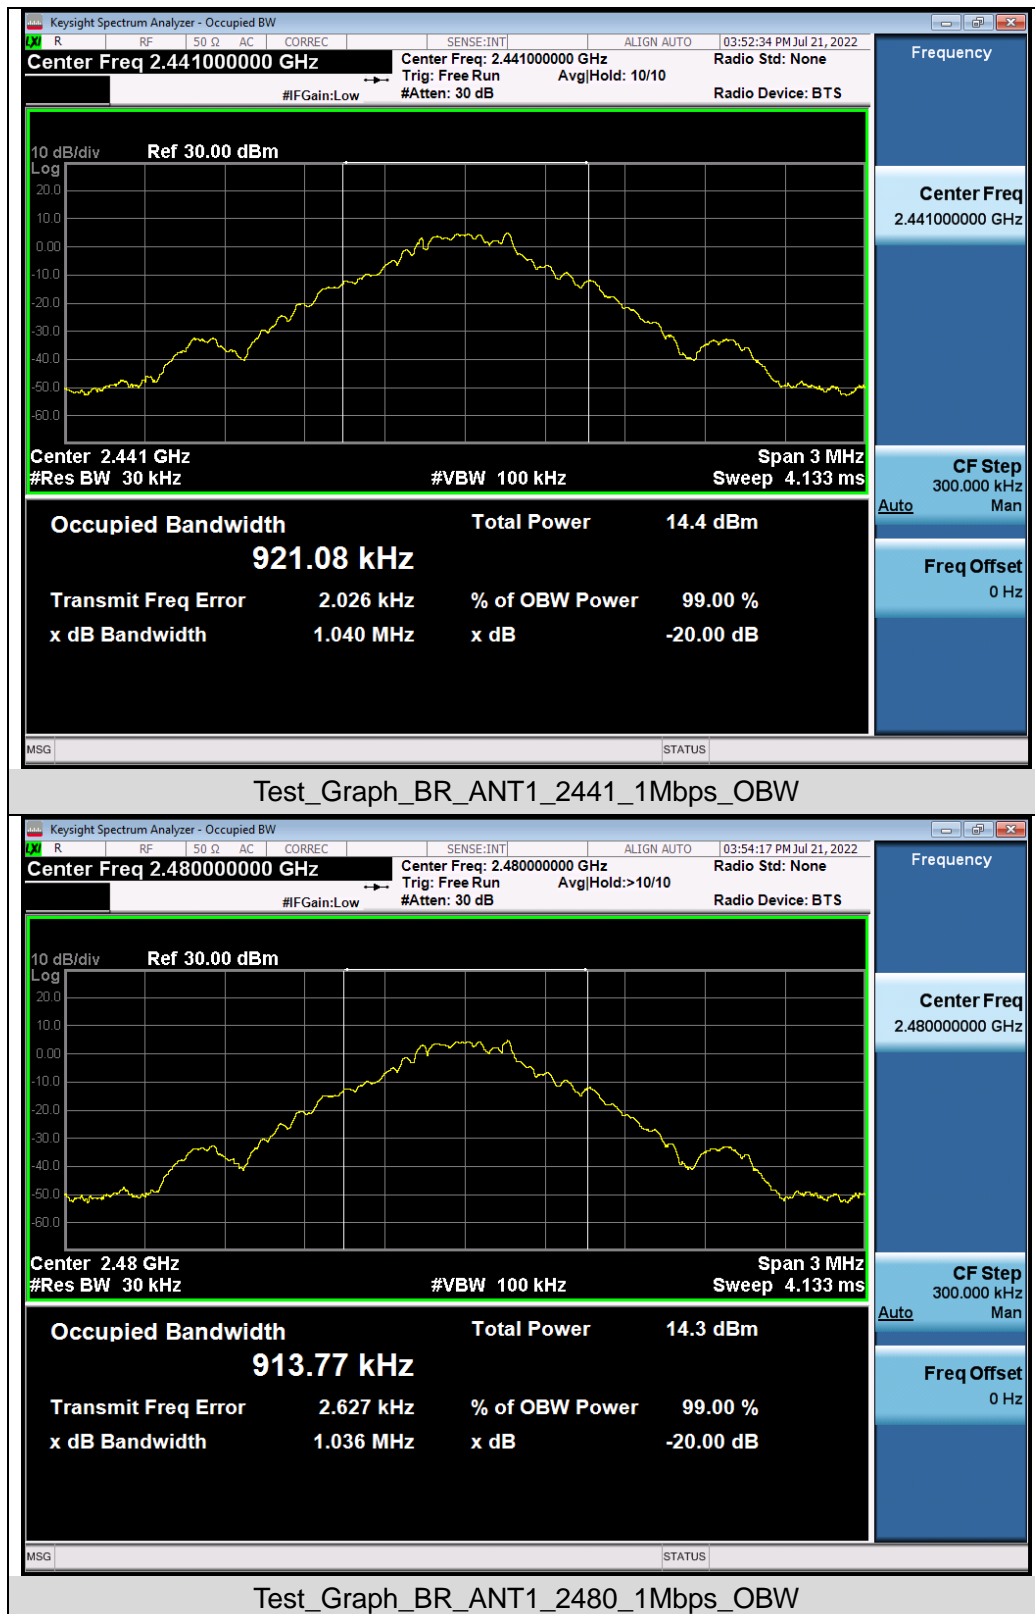 Keysight Spectrum Analyzer - Occupied BW
LXI R RF 50 Ω AC CORREC SENSE:INT ALIGN AUTO 03:52:34 PM Jul 21, 2022
Center Freq 2.441000000 GHz
Center Freq: 2.441000000 GHz
Radio Std: None
Trig: Free Run Avg|Hold: 10/10
#IFGain:Low #Atten: 30 dB
Radio Device: BTS
Frequency
10 dB/div Ref 30.00 dBm
Log
20.0
10.0
0.00
-10.0
-20.0
-30.0
-40.0
-50.0
-60.0
Center Freq
2.441000000 GHz
Center 2.441 GHz Span 3 MHz
#Res BW 30 kHz #VBW 100 kHz Sweep 4.133 ms
CF Step
300.000 kHz
Auto Man
Occupied Bandwidth Total Power 14.4 dBm
921.08 kHz
Transmit Freq Error 2.026 kHz % of OBW Power 99.00 %
x dB Bandwidth 1.040 MHz x dB -20.00 dB
Freq Offset
0 Hz
MSG STATUS
Test_Graph_BR_ANT1_2441_1Mbps_OBW
Keysight Spectrum Analyzer - Occupied BW
LXI R RF 50 Ω AC CORREC SENSE:INT ALIGN AUTO 03:54:17 PM Jul 21, 2022
Center Freq 2.480000000 GHz
Center Freq: 2.480000000 GHz
Radio Std: None
Trig: Free Run Avg|Hold:>10/10
#IFGain:Low #Atten: 30 dB
Radio Device: BTS
Frequency
10 dB/div Ref 30.00 dBm
Log
20.0
10.0
0.00
-10.0
-20.0
-30.0
-40.0
-50.0
-60.0
Center Freq
2.480000000 GHz
Center 2.48 GHz Span 3 MHz
#Res BW 30 kHz #VBW 100 kHz Sweep 4.133 ms
CF Step
300.000 kHz
Auto Man
Occupied Bandwidth Total Power 14.3 dBm
913.77 kHz
Transmit Freq Error 2.627 kHz % of OBW Power 99.00 %
x dB Bandwidth 1.036 MHz x dB -20.00 dB
Freq Offset
0 Hz
MSG STATUS
Test_Graph_BR_ANT1_2480_1Mbps_OBW